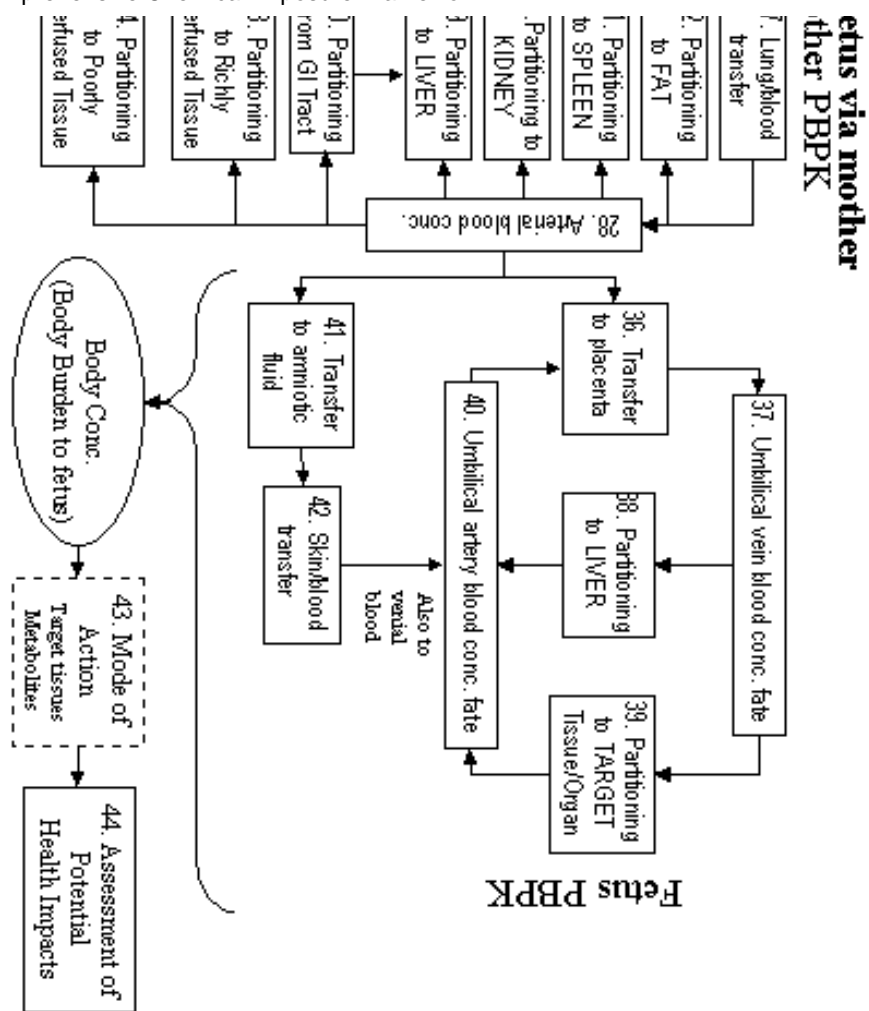 etus via mother
ther PBPK
7. Lung/blood
transfer
2. Partitioning
to FAT
1. Partitioning
to SPLEEN
. Partitioning to
KIDNEY
Partitioning
to LIVER
. Partitioning
rom GI Tract
3. Partitioning
to Richly
erfused Tissue
4. Partitioning
to Poorly
erfused Tissue
28. Arterial blood conc.
36. Transfer
to placenta
37. Umbilical vein blood conc. fate
38. Partitioning
to LIVER
39. Partitioning
to TARGET
Tissue/Organ
40. Umbilical artery blood conc. fate
41. Transfer
to amniotic
fluid
42. Skin/blood
transfer
Also to
venial
blood
Fetus PBPK
Body Conc.
(Body Burden to fetus)
43. Mode of
Action
Target tissues
Metabolites
44. Assessment of
Potential
Health Impacts